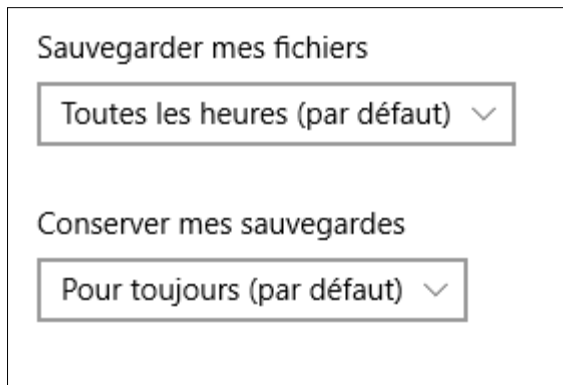 Sauvegarder mes fichiers
Toutes les heures (par défaut)
Conserver mes sauvegardes
Pour toujours (par défaut)